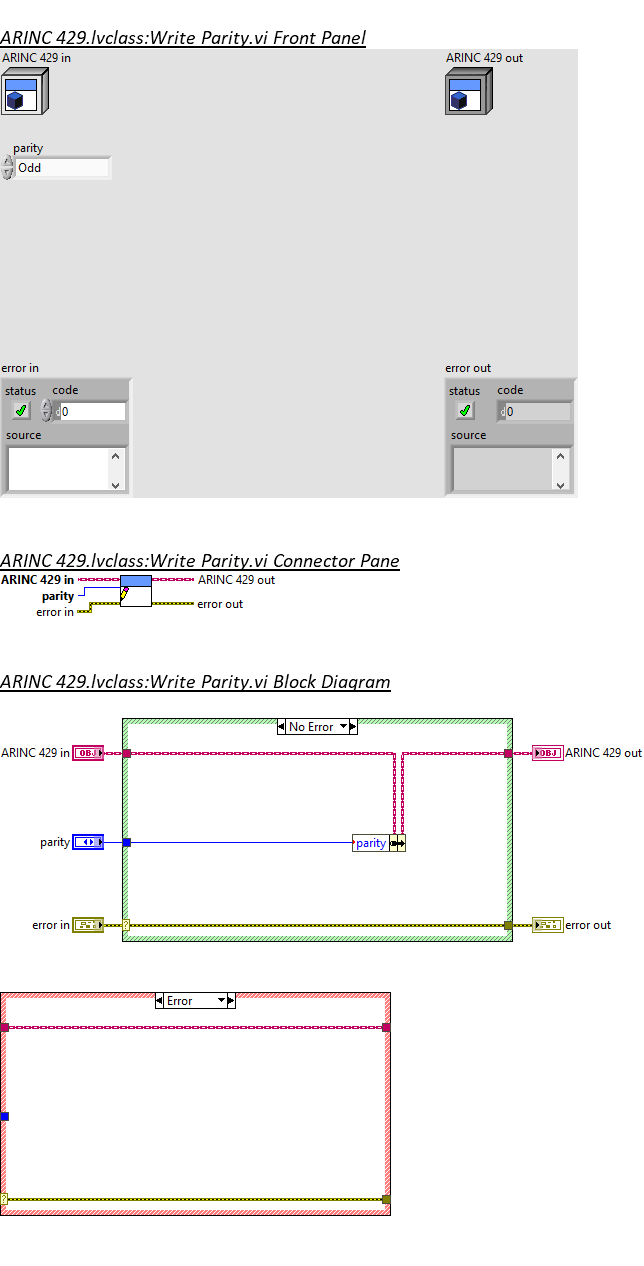 ARINC 429.lvclass:Write Parity.vi Front Panel
ARINC 429 in
ARINC 429 out
parity
Odd
error in
error out
status code
status code
d 0
d 0
source
source
ARINC 429.lvclass:Write Parity.vi Connector Pane
ARINC 429 in
ARINC 429 out
parity
error in
error out
ARINC 429.lvclass:Write Parity.vi Block Diagram
No Error
ARINC 429 in
OBJ
OBJ
ARINC 429 out
parity
parity
error in
?
error out
Error
?